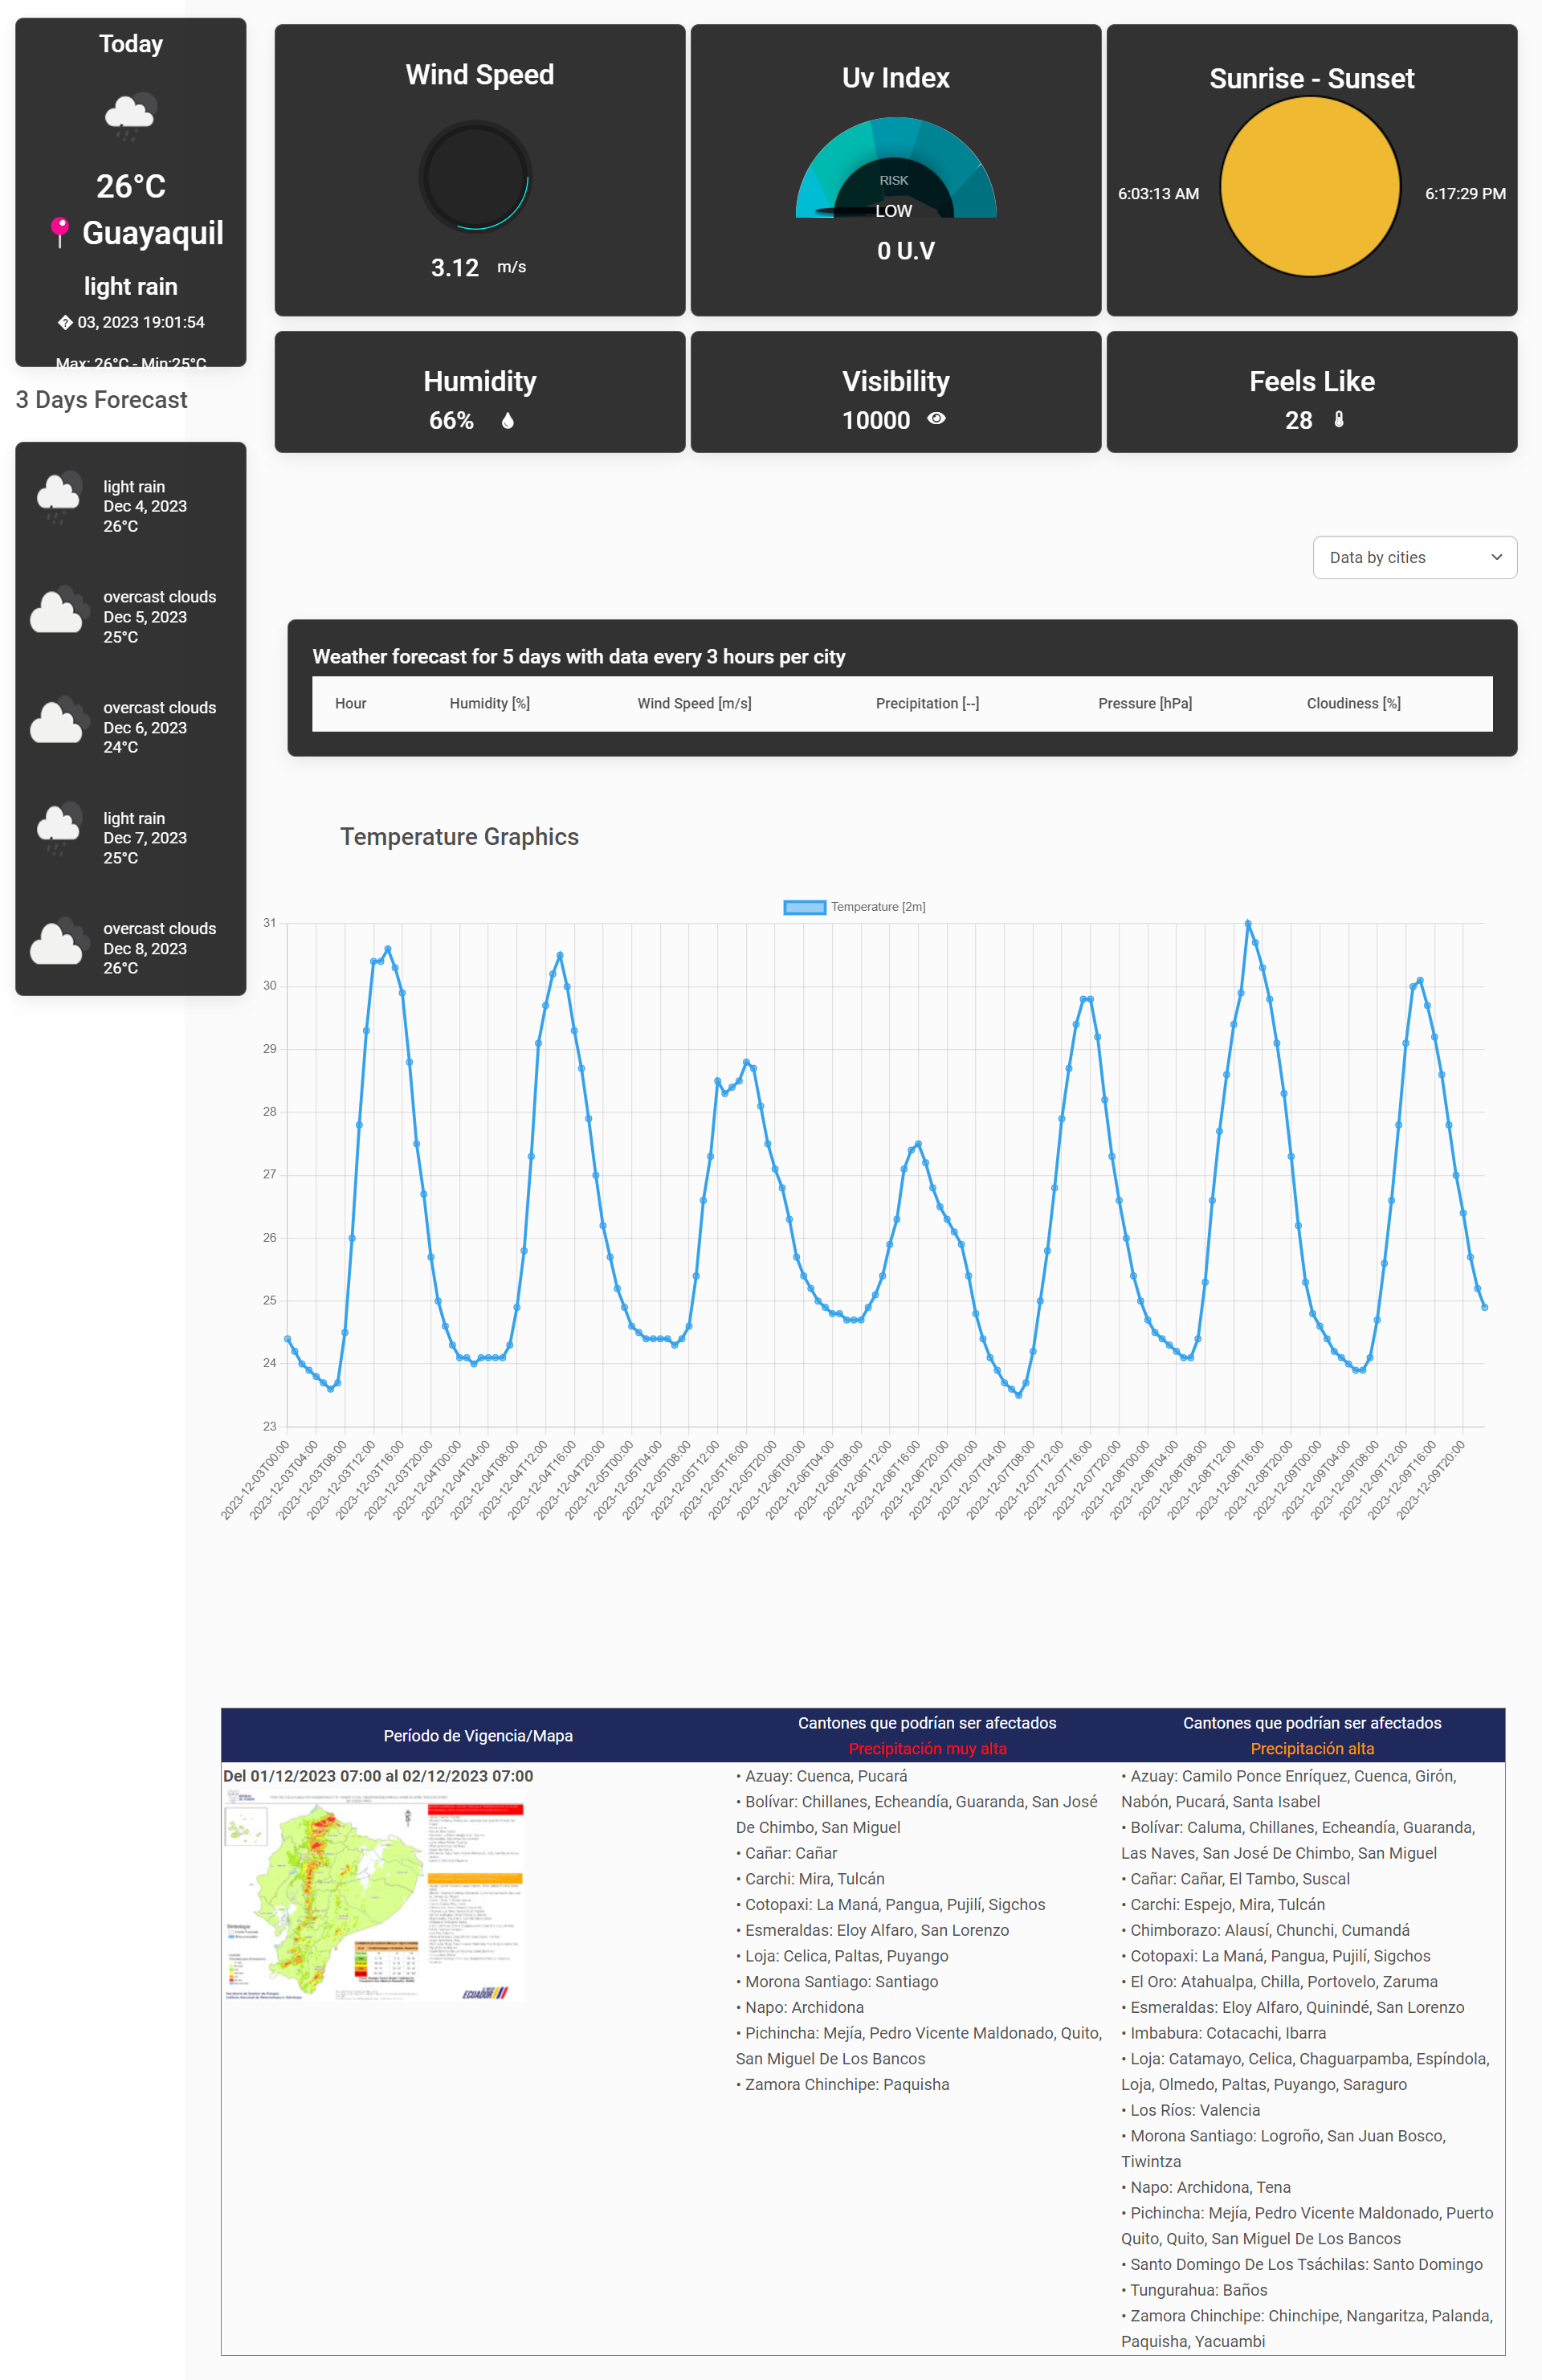 Today
26°C
Guayaquil
light rain
� 03, 2023 19:01:54
Max: 26°C - Min:25°C
Wind Speed
3.12 m/s
Uv Index
RISK
LOW
0 U.V
Sunrise - Sunset
6:03:13 AM
6:17:29 PM
Humidity
66%
Visibility
10000
Feels Like
28
3 Days Forecast
light rain
Dec 4, 2023
26°C
overcast clouds
Dec 5, 2023
25°C
overcast clouds
Dec 6, 2023
24°C
light rain
Dec 7, 2023
25°C
overcast clouds
Dec 8, 2023
26°C
Data by cities
Weather forecast for 5 days with data every 3 hours per city
Hour Humidity [%] Wind Speed [m/s] Precipitation [--] Pressure [hPa] Cloudiness [%]
Temperature Graphics
Temperature [2m]
31
30
29
28
27
26
25
24
23
2023-12-03T00:00
2023-12-03T04:00
2023-12-03T08:00
2023-12-03T12:00
2023-12-03T16:00
2023-12-03T20:00
2023-12-04T00:00
2023-12-04T04:00
2023-12-04T08:00
2023-12-04T12:00
2023-12-04T16:00
2023-12-04T20:00
2023-12-05T00:00
2023-12-05T04:00
2023-12-05T08:00
2023-12-05T12:00
2023-12-05T16:00
2023-12-05T20:00
2023-12-06T00:00
2023-12-06T04:00
2023-12-06T08:00
2023-12-06T12:00
2023-12-06T16:00
2023-12-06T20:00
2023-12-07T00:00
2023-12-07T04:00
2023-12-07T08:00
2023-12-07T12:00
2023-12-07T16:00
2023-12-07T20:00
2023-12-08T00:00
2023-12-08T04:00
2023-12-08T08:00
2023-12-08T12:00
2023-12-08T16:00
2023-12-08T20:00
2023-12-09T00:00
2023-12-09T04:00
2023-12-09T08:00
2023-12-09T12:00
2023-12-09T16:00
2023-12-09T20:00
Período de Vigencia/Mapa
Cantones que podrían ser afectados
Precipitación muy alta
Cantones que podrían ser afectados
Precipitación alta
Del 01/12/2023 07:00 al 02/12/2023 07:00
ECUADOR
• Azuay: Cuenca, Pucará
• Bolívar: Chillanes, Echeandía, Guaranda, San José
De Chimbo, San Miguel
• Cañar: Cañar
• Carchi: Mira, Tulcán
• Cotopaxi: La Maná, Pangua, Pujilí, Sigchos
• Esmeraldas: Eloy Alfaro, San Lorenzo
• Loja: Celica, Paltas, Puyango
• Morona Santiago: Santiago
• Napo: Archidona
• Pichincha: Mejía, Pedro Vicente Maldonado, Quito,
San Miguel De Los Bancos
• Zamora Chinchipe: Paquisha
• Azuay: Camilo Ponce Enríquez, Cuenca, Girón,
Nabón, Pucará, Santa Isabel
• Bolívar: Caluma, Chillanes, Echeandía, Guaranda,
Las Naves, San José De Chimbo, San Miguel
• Cañar: Cañar, El Tambo, Suscal
• Carchi: Espejo, Mira, Tulcán
• Chimborazo: Alausí, Chunchi, Cumandá
• Cotopaxi: La Maná, Pangua, Pujilí, Sigchos
• El Oro: Atahualpa, Chilla, Portovelo, Zaruma
• Esmeraldas: Eloy Alfaro, Quinindé, San Lorenzo
• Imbabura: Cotacachi, Ibarra
• Loja: Catamayo, Celica, Chaguarpamba, Espíndola,
Loja, Olmedo, Paltas, Puyango, Saraguro
• Los Ríos: Valencia
• Morona Santiago: Logroño, San Juan Bosco,
Tiwintza
• Napo: Archidona, Tena
• Pichincha: Mejía, Pedro Vicente Maldonado, Puerto
Quito, Quito, San Miguel De Los Bancos
• Santo Domingo De Los Tsáchilas: Santo Domingo
• Tungurahua: Baños
• Zamora Chinchipe: Chinchipe, Nangaritza, Palanda,
Paquisha, Yacuambi